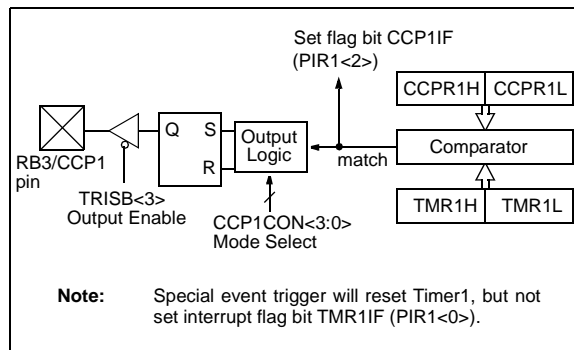 Set flag bit CCP1IF
(PIR1<2>)
CCPR1H CCPR1L
Q S Output
Logic
R
match
Comparator
RB3/CCP1
pin
TRISB<3>
Output Enable
CCP1CON<3:0>
Mode Select
TMR1H TMR1L
Note: Special event trigger will reset Timer1, but not
set interrupt flag bit TMR1IF (PIR1<0>).